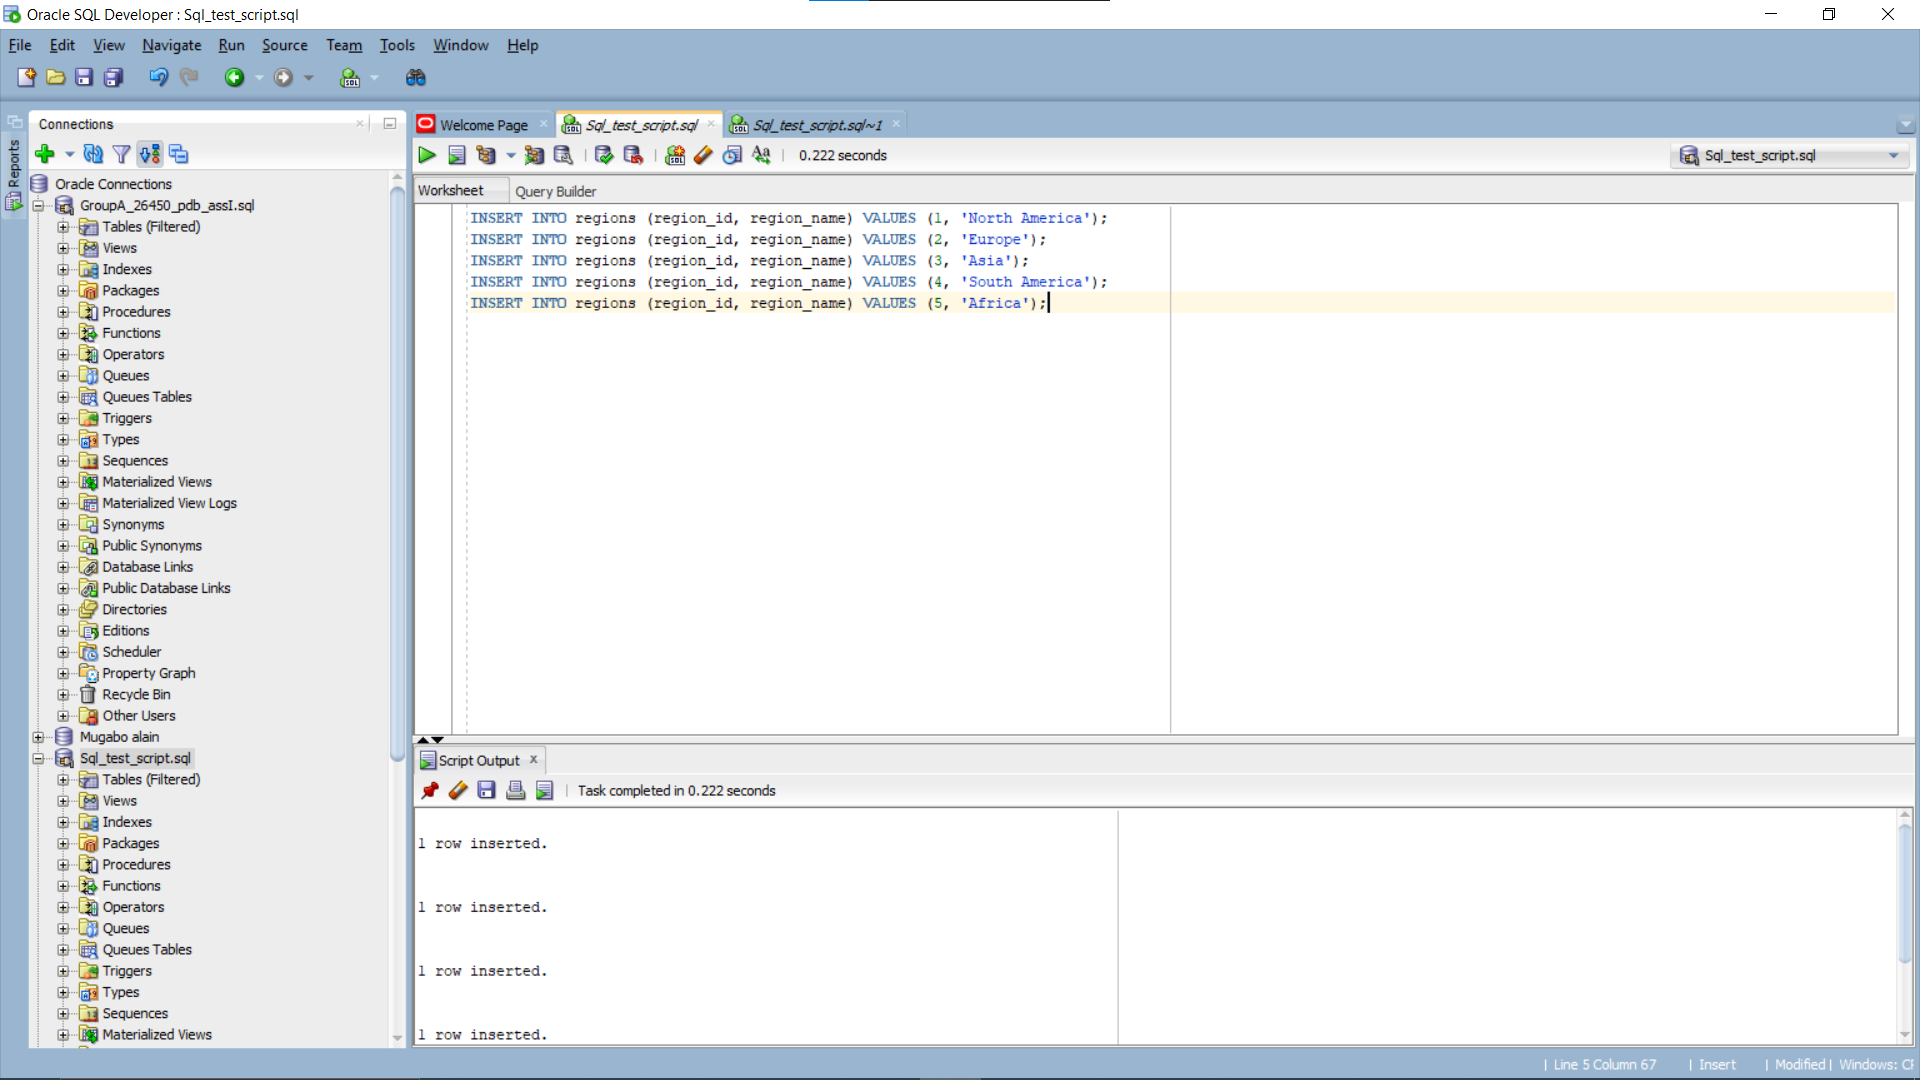 Oracle SQL Developer : Sql_test_script.sql
File Edit View Navigate Run Source Team Tools Window Help
Reports
Connections
Oracle Connections
GroupA_26450_pdb_assI.sql
Tables (Filtered)
Views
Indexes
Packages
Procedures
Functions
Operators
Queues
Queues Tables
Triggers
Types
Sequences
Materialized Views
Materialized View Logs
Synonyms
Public Synonyms
Database Links
Public Database Links
Directories
Editions
Scheduler
Property Graph
Recycle Bin
Other Users
Mugabo alain
Sql_test_script.sql
Tables (Filtered)
Views
Indexes
Packages
Procedures
Functions
Operators
Queues
Queues Tables
Triggers
Types
Sequences
Materialized Views
Welcome Page Sql_test_script.sql Sql_test_script.sql~1
0.222 seconds Sql_test_script.sql
Worksheet Query Builder
INSERT INTO regions (region_id, region_name) VALUES (1, 'North America');
INSERT INTO regions (region_id, region_name) VALUES (2, 'Europe');
INSERT INTO regions (region_id, region_name) VALUES (3, 'Asia');
INSERT INTO regions (region_id, region_name) VALUES (4, 'South America');
INSERT INTO regions (region_id, region_name) VALUES (5, 'Africa');
Script Output
Task completed in 0.222 seconds
1 row inserted.
1 row inserted.
1 row inserted.
1 row inserted.
Line 5 Column 67 | Insert | Modified | Windows: